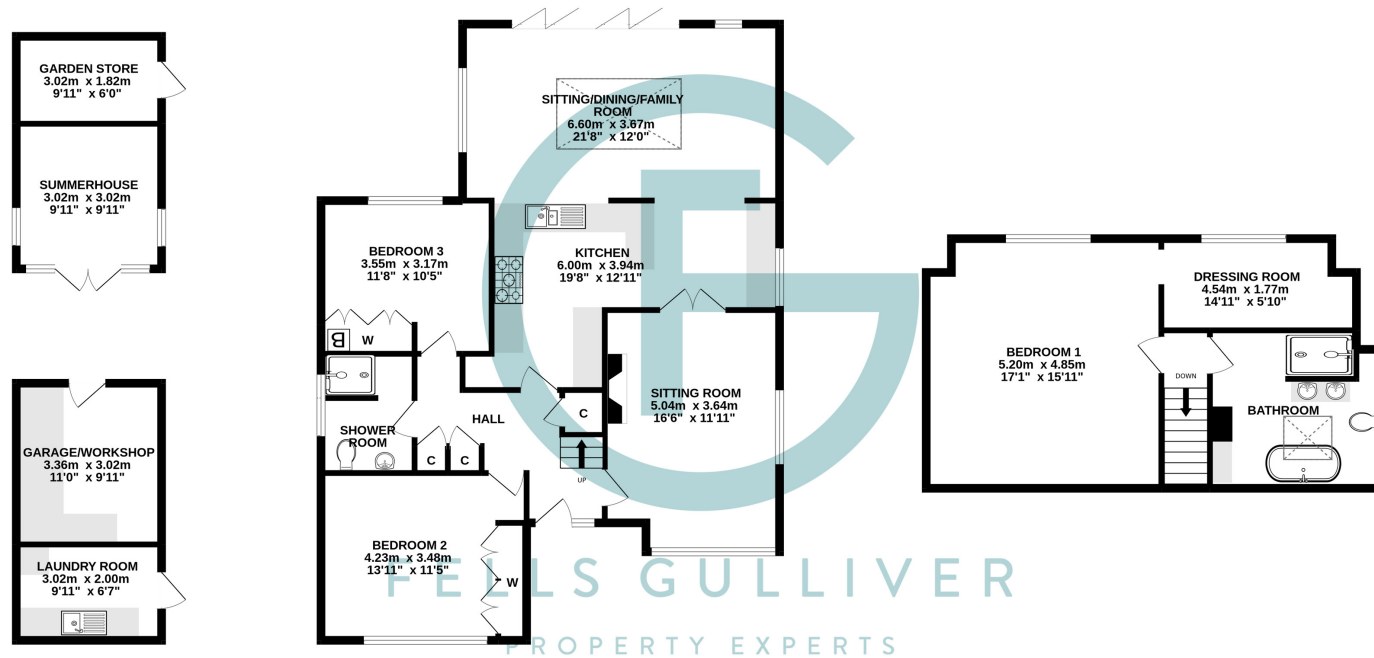 GARDEN STORE
3.02m x 1.82m
9'11" x 6'0"
SUMMERHOUSE
3.02m x 3.02m
9'11" x 9'11"
GARAGE/WORKSHOP
3.36m x 3.02m
11'0" x 9'11"
LAUNDRY ROOM
3.02m x 2.00m
9'11" x 6'7"
SITTING/DINING/FAMILY
ROOM
6.60m x 3.67m
21'8" x 12'0"
BEDROOM 3
3.55m x 3.17m
11'8" x 10'5"
B
W
KITCHEN
6.00m x 3.94m
19'8" x 12'11"
SITTING ROOM
5.04m x 3.64m
16'6" x 11'11"
HALL
C
SHOWER
ROOM
C
C
UP
BEDROOM 2
4.23m x 3.48m
13'11" x 11'5"
W
BEDROOM 1
5.20m x 4.85m
17'1" x 15'11"
DRESSING ROOM
4.54m x 1.77m
14'11" x 5'10"
DOWN
BATHROOM
G
F
FELLS GULLIVER
PROPERTY EXPERTS